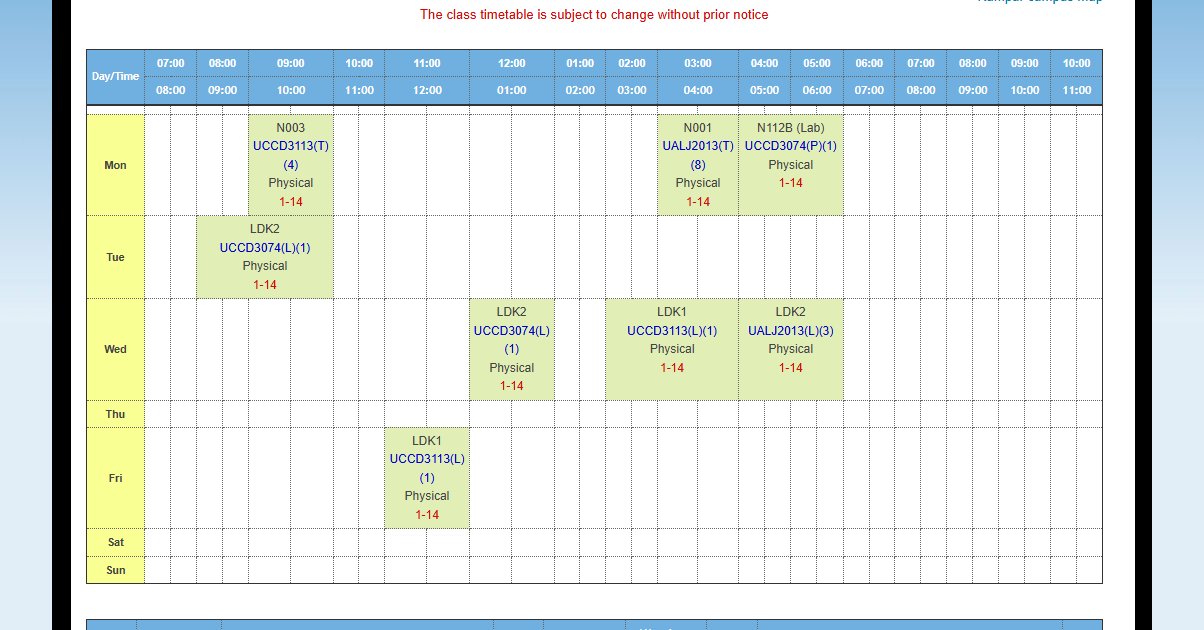 The class timetable is subject to change without prior notice
Day/Time 07:00 08:00 09:00 10:00 11:00 12:00 01:00 02:00 03:00 04:00 05:00 06:00 07:00 08:00 09:00 10:00
08:00 09:00 10:00 11:00 12:00 01:00 02:00 03:00 04:00 05:00 06:00 07:00 08:00 09:00 10:00 11:00
Mon
N003
UCCD3113(T)
(4)
Physical
1-14
N001
UALJ2013(T)
(8)
Physical
1-14
N112B (Lab)
UCCD3074(P)(1)
Physical
1-14
Tue
LDK2
UCCD3074(L)(1)
Physical
1-14
Wed
LDK2
UCCD3074(L)
(1)
Physical
1-14
LDK1
UCCD3113(L)(1)
Physical
1-14
LDK2
UALJ2013(L)(3)
Physical
1-14
Thu
Fri
LDK1
UCCD3113(L)
(1)
Physical
1-14
Sat
Sun